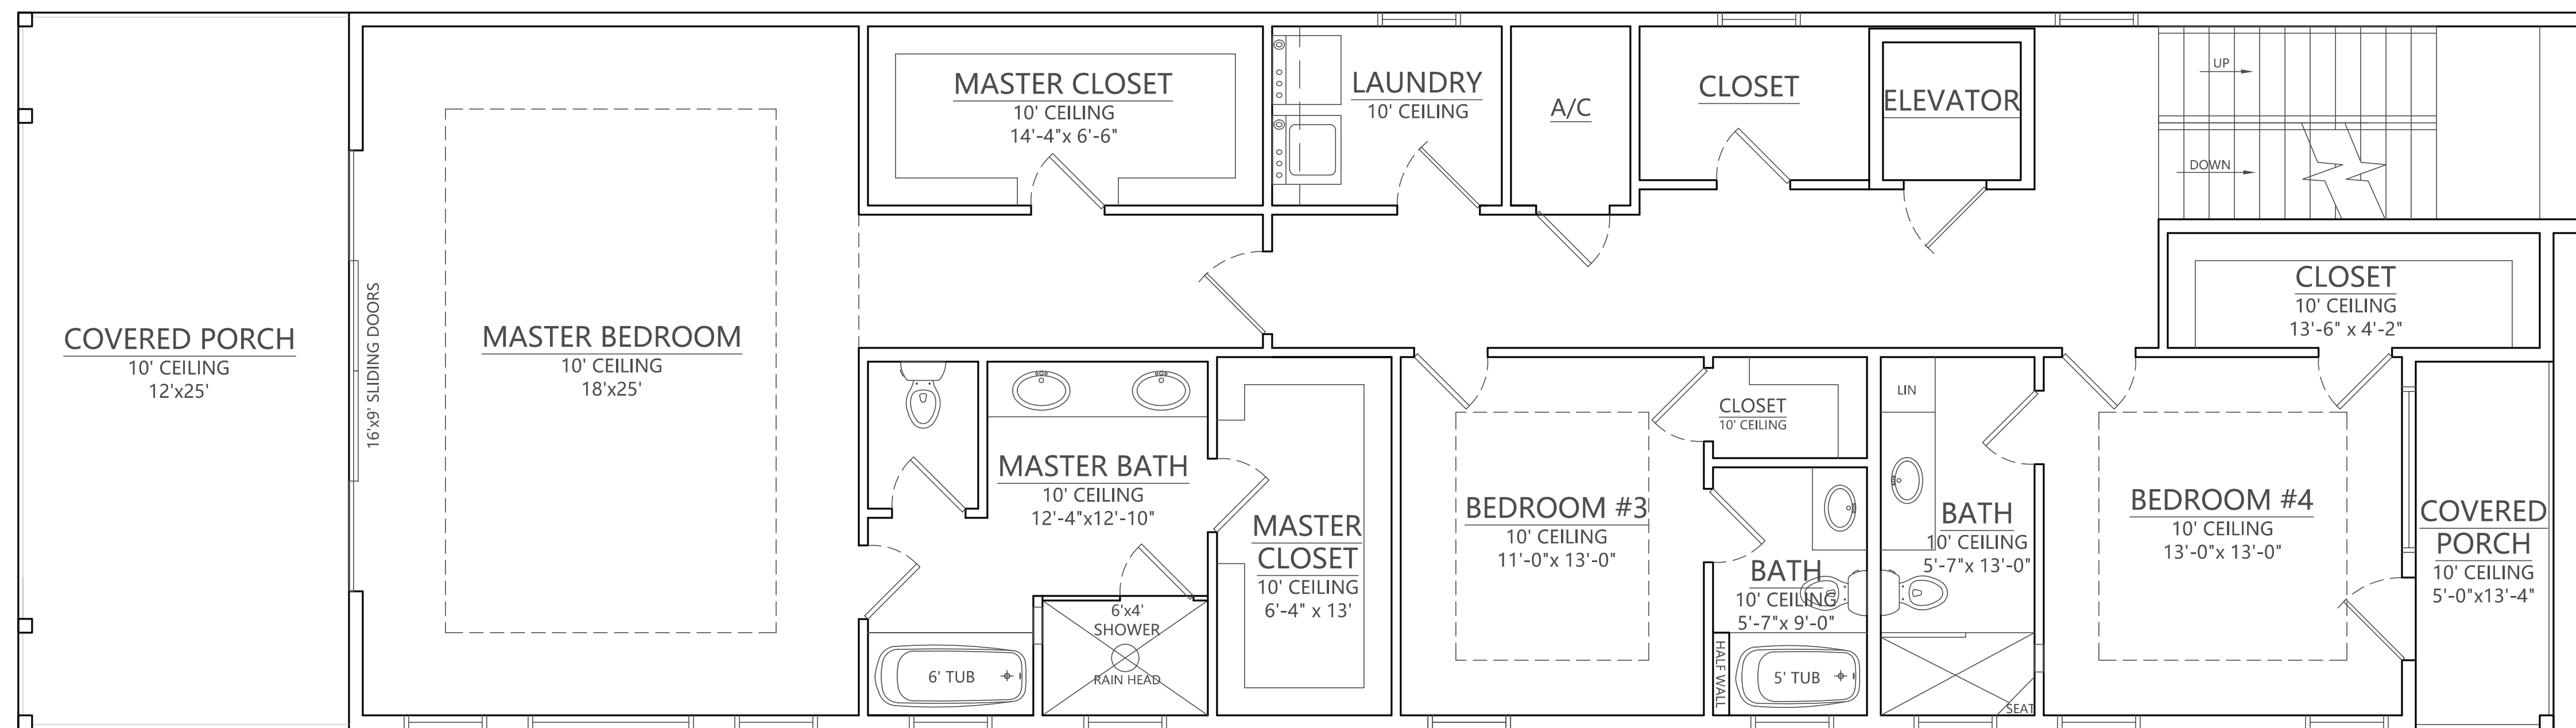 COVERED PORCH
10' CEILING
12'x25'
16'x9' SLIDING DOORS
MASTER BEDROOM
10' CEILING
18'x25'
MASTER CLOSET
10' CEILING
14'-4"x 6'-6"
LAUNDRY
10' CEILING
A/C
CLOSET
ELEVATOR
UP
DOWN
CLOSET
10' CEILING
13'-6" x 4'-2"
MASTER BATH
10' CEILING
12'-4"x12'-10"
6'x4'
SHOWER
RAIN HEAD
6' TUB
MASTER
CLOSET
10' CEILING
6'-4" x 13'
BEDROOM #3
10' CEILING
11'-0"x 13'-0"
CLOSET
10' CEILING
BATH
10' CEILING
5'-7"x 9'-0"
HALF WALL
5' TUB
LIN
BATH
10' CEILING
5'-7"x 13'-0"
SEAT
BEDROOM #4
10' CEILING
13'-0"x 13'-0"
COVERED
PORCH
10' CEILING
5'-0"x13'-4"